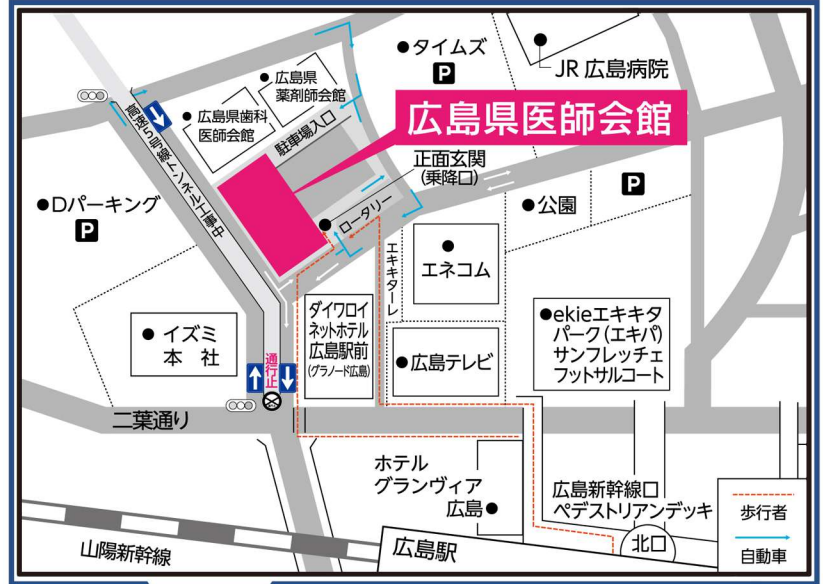 ●タイムズ
P
JR 広島病院
●広島県
薬剤師会館
●広島県歯科
医師会館
広島県医師会館
駐車場入口
高速5号線トンネル工事中
正面玄関
(乗降口)
ロータリー
●Dパーキング
P
P
●公園
エネコム
エキキターレ
ダイワロイ
ネットホテル
広島駅前
(グラノード広島)
●イズミ
本 社
通行止
●広島テレビ
●ekieエキキタ
パーク(エキパ)
サンフレッチェ
フットサルコート
二葉通り
ホテル
グランヴィア
広島●
広島新幹線口
ペデストリアンデッキ
歩行者
自動車
北口
広島駅
山陽新幹線